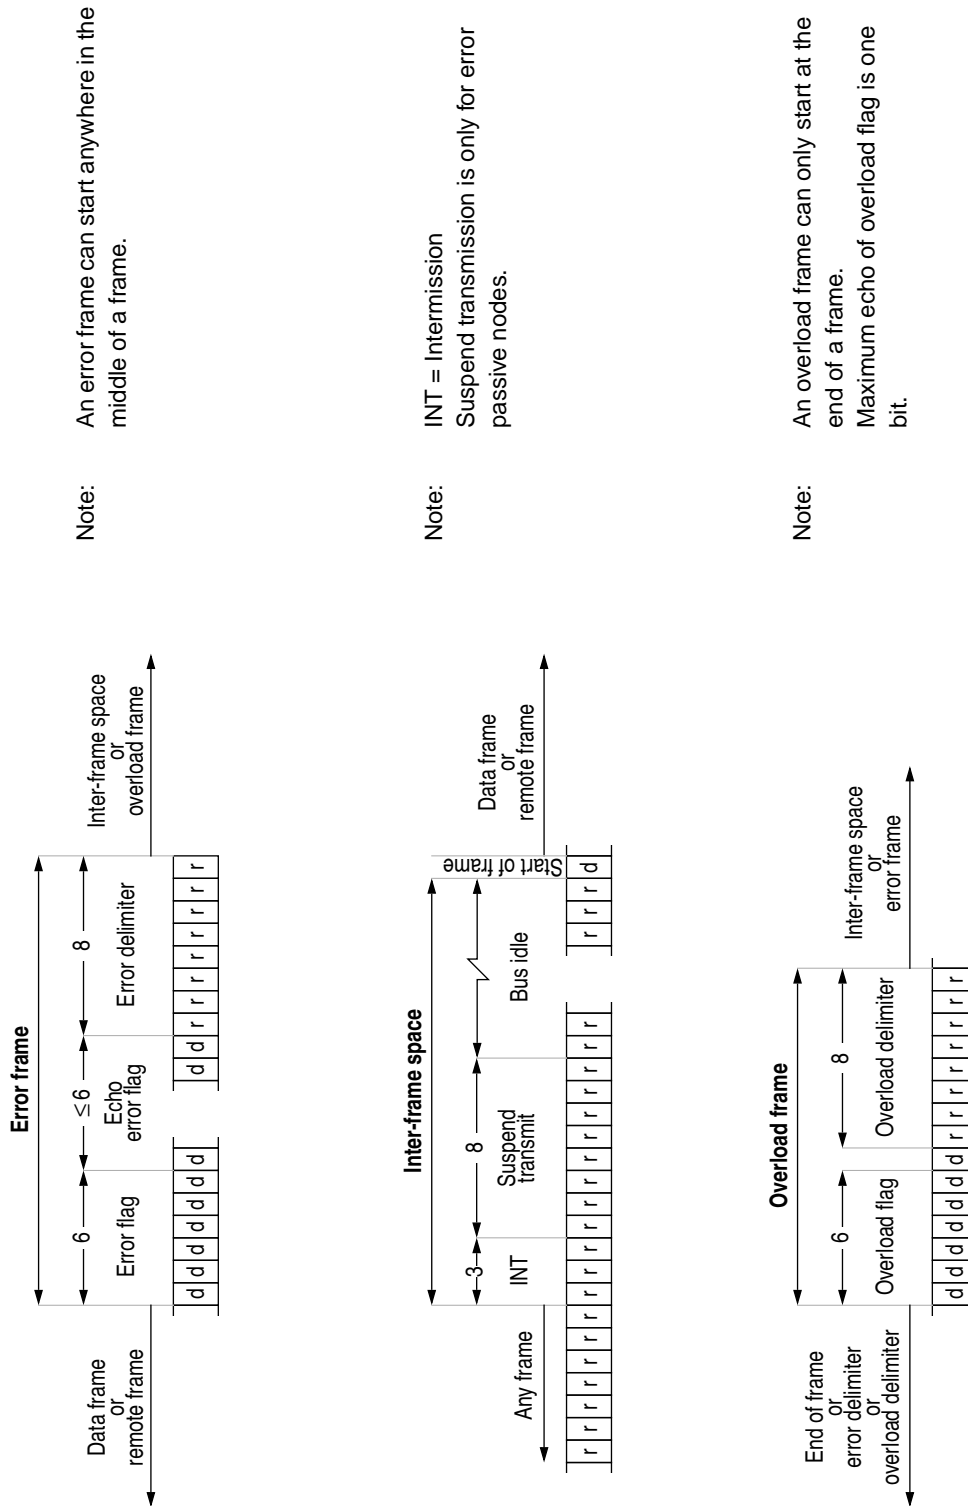 Error frame
6
≤ 6
8
Data frame
or
remote frame
Error flag
Echo
error flag
Error delimiter
Inter-frame space
or
overload frame
d d d d d d d
d d r r r r r r r r
Note: An error frame can start anywhere in the
middle of a frame.
Inter-frame space
3
8
Any frame
INT
Suspend
transmit
Bus idle
Start of frame
Data frame
or
remote frame
r r r r r r r r r r r r r r r r r r r r
r r r d
Note: INT = Intermission
Suspend transmission is only for error
passive nodes.
Overload frame
6
8
End of frame
or
error delimiter
or
overload delimiter
Overload flag
Overload delimiter
Inter-frame space
or
error frame
d d d d d d d r r r r r r r r
Note: An overload frame can only start at the
end of a frame.
Maximum echo of overload flag is one
bit.